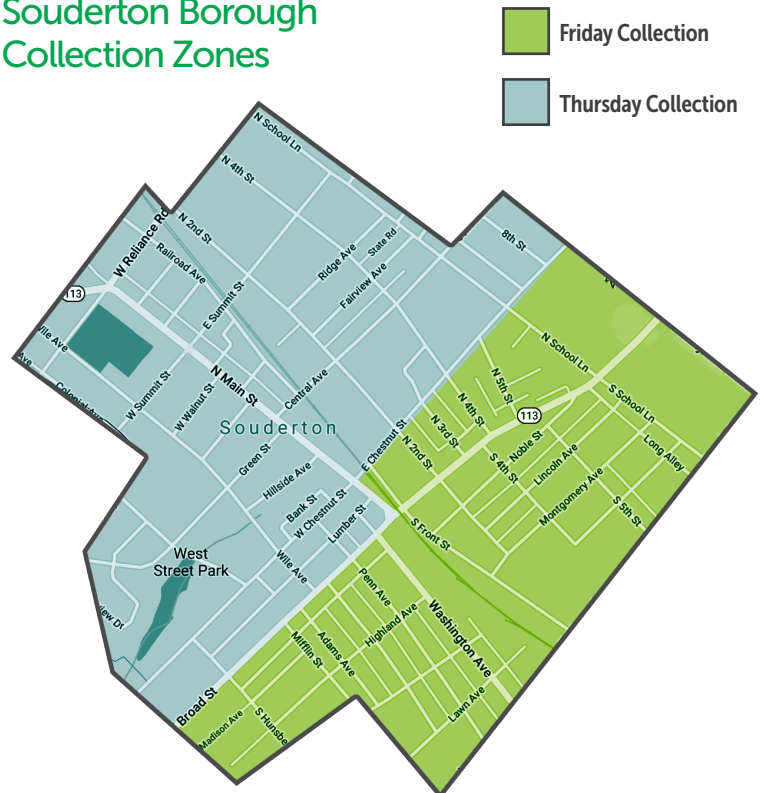 Souderton Borough
Collection Zones
Friday Collection
Thursday Collection
N School Ln
N 4th St
8th St
W Reliance Rd
N 2nd St
Railroad Ave
State Rd
Ridge Ave
Fairview Ave
113
E Summit St
Ave
N School Ln
N Main St
Central Ave
N 5th St
W Summit St
W Walnut St
S School Ln
N 4th St
113
Souderton
N 3rd St
E Chestnut St
N 2nd St
Noble St
Long Alley
Green St
S 4th St
Lincoln Ave
Hillside Ave
Montgomery Ave
Bank St
W Chestnut St
S 5th St
Lumber St
S Front St
West
Street Park
Wile Ave
Penn Ave
Highland Ave
Washington Ave
Mifflin St
Adams Ave
Broad St
Madison Ave
S Hunsbe
Lawn Ave